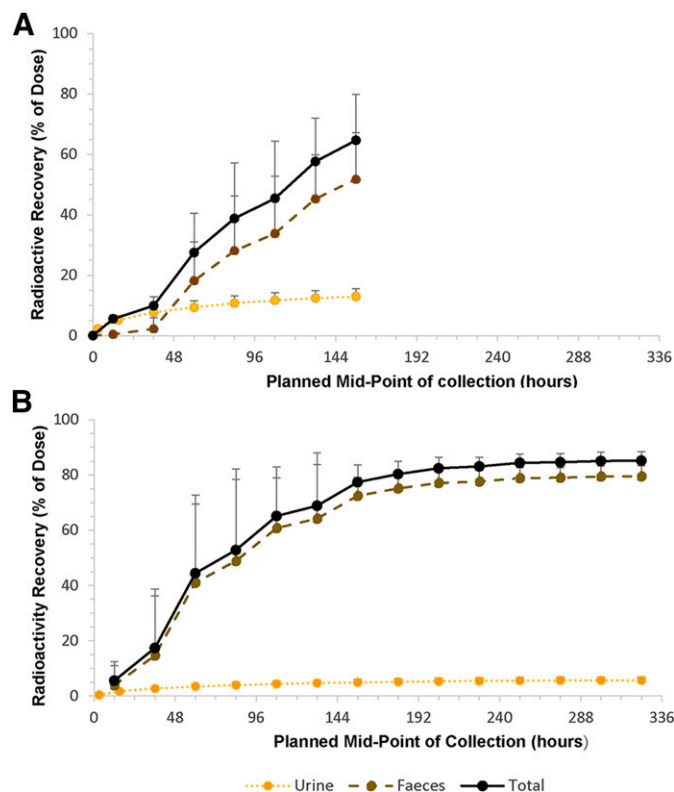 A
Radioactive Recovery (% of Dose)
100
80
60
40
20
0
0 48 96 144 192 240 288 336
Planned Mid-Point of collection (hours)
B
Radioactivity Recovery (% of Dose)
100
80
60
40
20
0
0 48 96 144 192 240 288 336
Planned Mid-Point of Collection (hours)
Urine Faeces Total